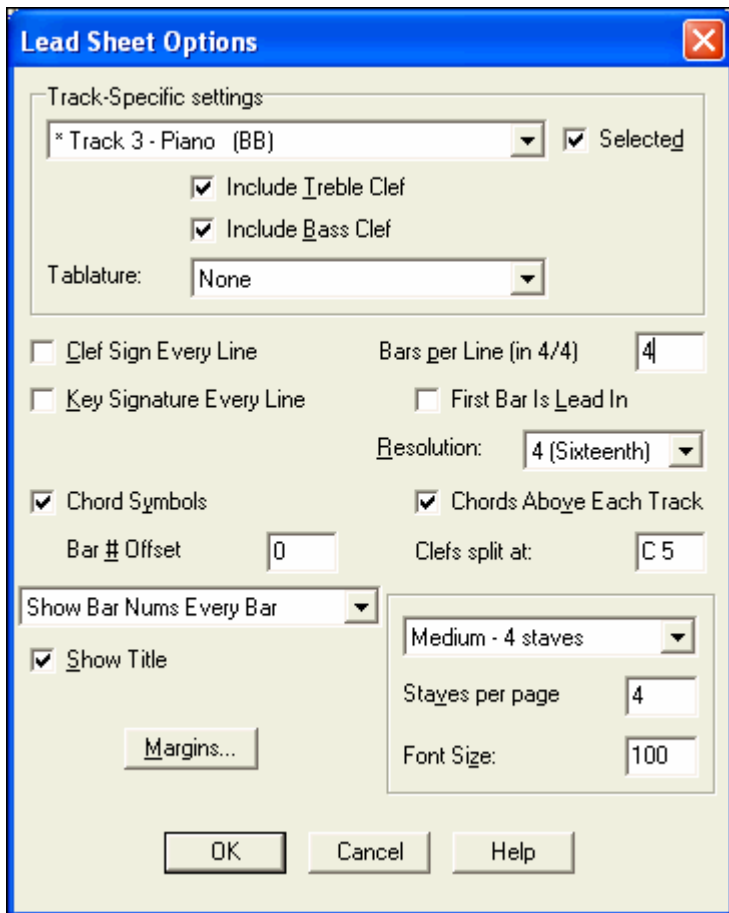 Lead Sheet Options
Track-Specific settings
* Track 3 - Piano (BB) Selected
Include Treble Clef
Include Bass Clef
Tablature: None
Clef Sign Every Line Bars per Line (in 4/4) 4
Key Signature Every Line First Bar Is Lead In
Resolution: 4 (Sixteenth)
Chord Symbols Chords Above Each Track
Bar # Offset 0 Clefs split at: C 5
Show Bar Nums Every Bar
Medium - 4 staves
Show Title
Staves per page 4
Margins...
Font Size: 100
OK Cancel Help